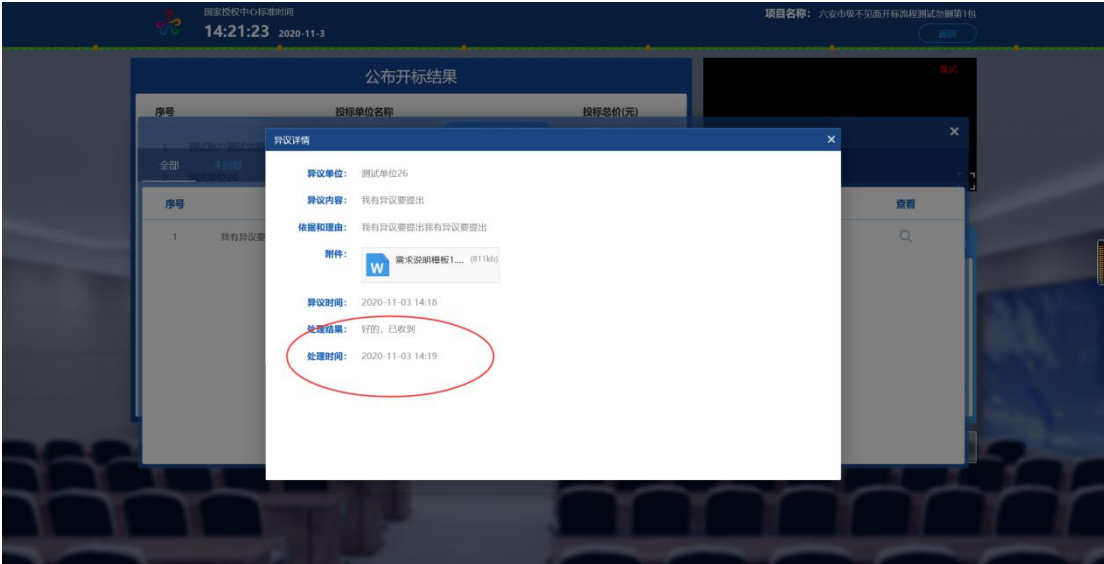 国家授权中心标准时间
14:21:23 2020-11-3
项目名称: 六安市级不见面开标流程测试勿删第1包
返回
公布开标结果
测试
序号 投标单位名称 投标总价(元)
异议详情
全部
异议单位: 测试单位26
序号 查看
异议内容: 我有异议要提出
依据和理由: 我有异议要提出我有异议要提出
1 我有异议要
附件: 需求说明模板1.... (811kb)
异议时间: 2020-11-03 14:18
处理结果: 好的，已收到
处理时间: 2020-11-03 14:19